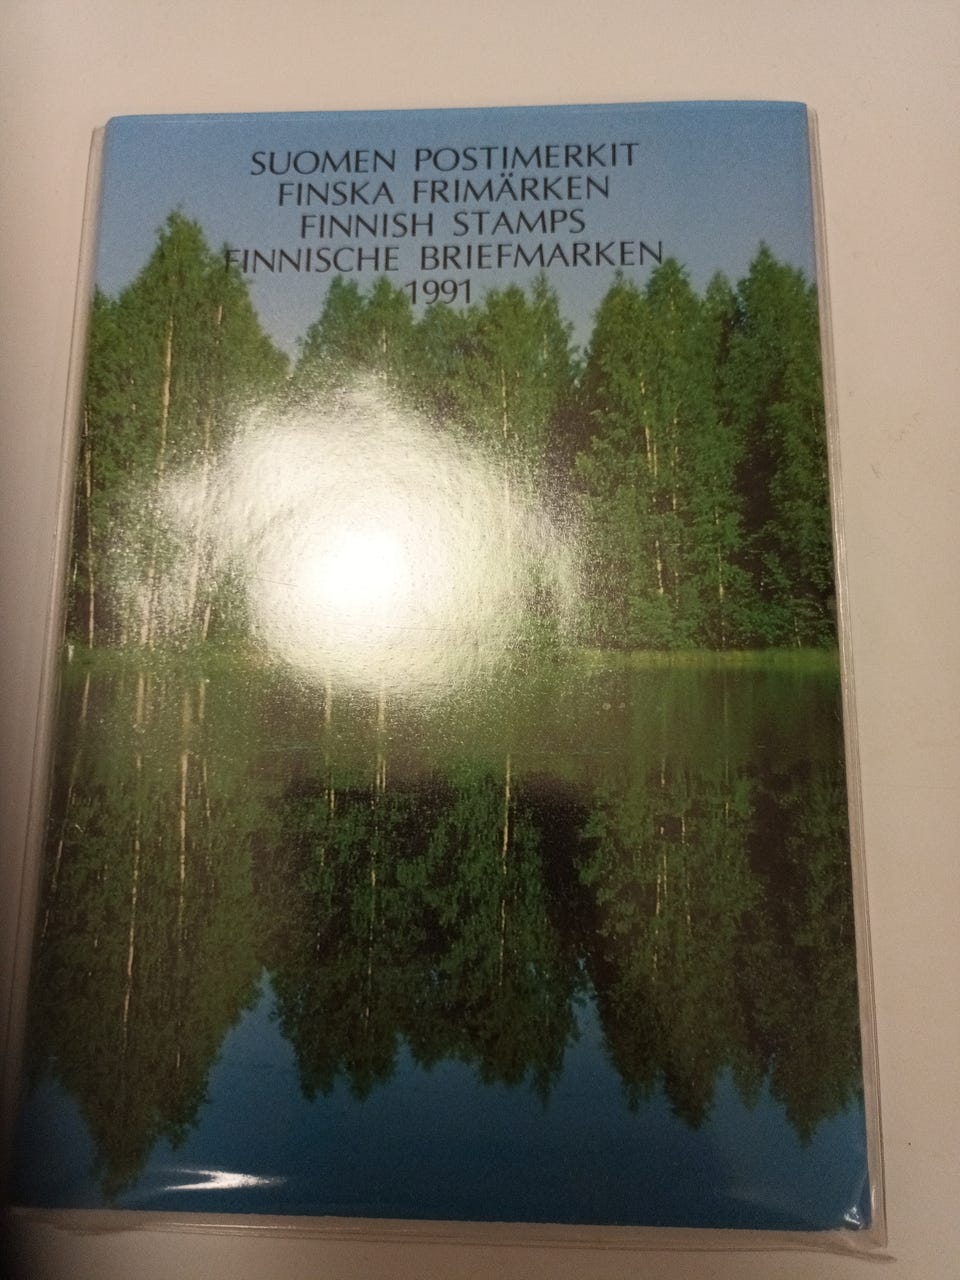 SUOMEN POSTIMERKIT
FINSKA FRIMÄRKEN
FINNISH STAMPS
FINNISCHE BRIEFMARKEN
1991